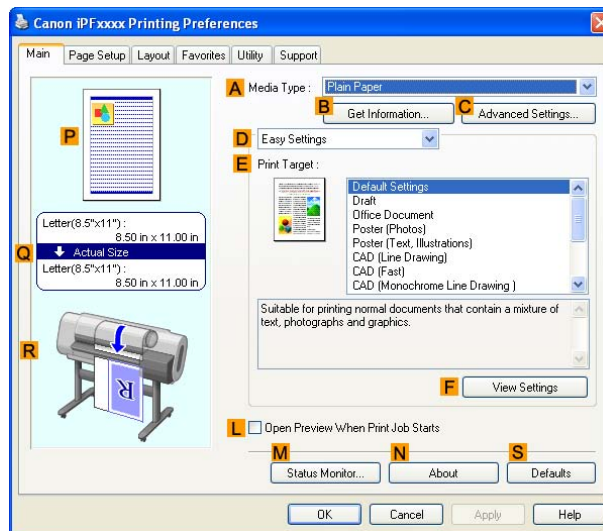 Canon iPFxxxx Printing Preferences
Main Page Setup Layout Favorites Utility Support
A Media Type : Plain Paper
B Get Information... C Advanced Settings...
D Easy Settings
E Print Target :
Default Settings
Draft
Office Document
Poster (Photos)
Poster (Text, Illustrations)
CAD (Line Drawing)
CAD (Fast)
CAD (Monochrome Line Drawing )
Suitable for printing normal documents that contain a mixture of
text, photographs and graphics.
F View Settings
P
Letter(8.5"x11") :
8.50 in x 11.00 in
Q Actual Size
Letter(8.5"x11") :
8.50 in x 11.00 in
R
R
L Open Preview When Print Job Starts
M Status Monitor... N About S Defaults
OK Cancel Apply Help